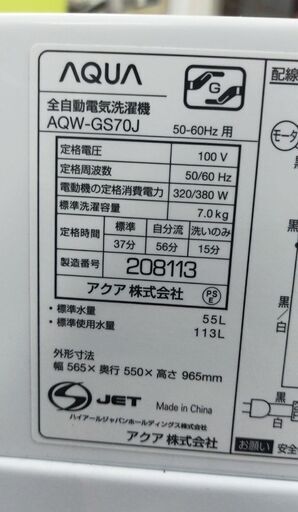 AQUA
G
配線
全自動電気洗濯機
AQW-GS70J 50-60Hz 用
モータ
定格電圧 100 V
定格周波数 50/60 Hz
電動機の定格消費電力 320/380 W
標準洗濯容量 7.0kg
定格時間 標準 自分流 洗いのみ
37分 56分 15分
製造番号 208113
アクア 株式会社 PSE
・標準水量 55L
・標準使用水量 113L
外形寸法
幅 565× 奥行 550× 高さ 965mm
JET Made in China
ハイアールジャパンホールディングス株式会社
アクア 株式会社
黒
黒
黒
白
お願い 安全